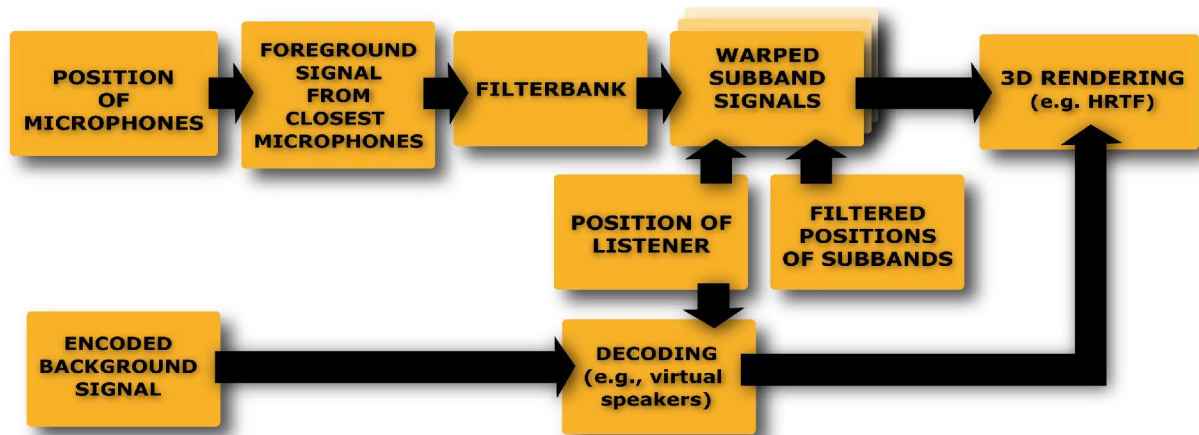 POSITION
OF
MICROPHONES
FOREGROUND
SIGNAL
FROM
CLOSEST
MICROPHONES
FILTERBANK
WARPED
SUBBAND
SIGNALS
3D RENDERING
(e.g. HRTF)
POSITION OF
LISTENER
FILTERED
POSITIONS
OF SUBBANDS
ENCODED
BACKGROUND
SIGNAL
DECODING
(e.g., virtual
speakers)